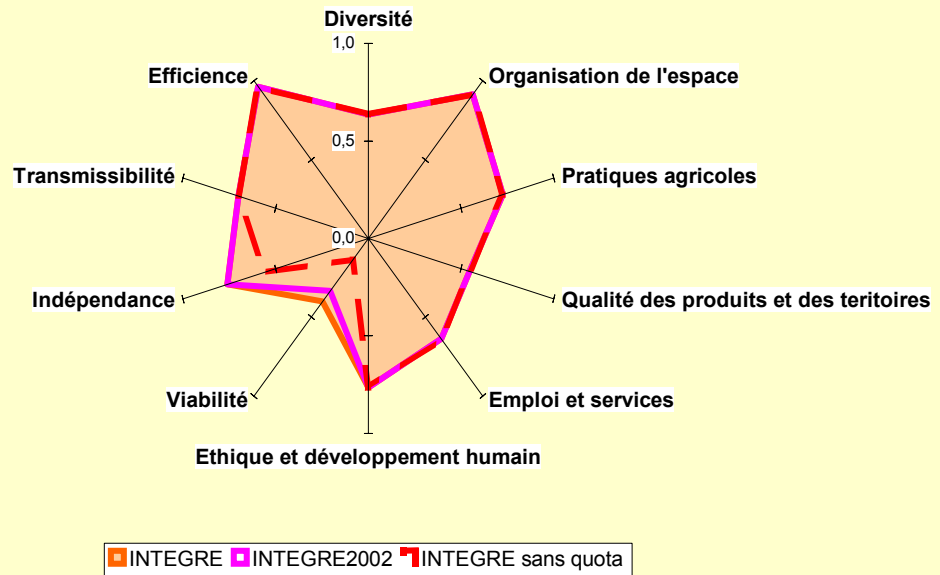 Diversité
1,0
Efficience
Organisation de l'espace
0,5
Transmissibilité
Pratiques agricoles
0,0
Indépendance
Qualité des produits et des teritoires
Viabilité
Emploi et services
Ethique et développement humain
INTEGRE INTEGRE2002 INTEGRE sans quota